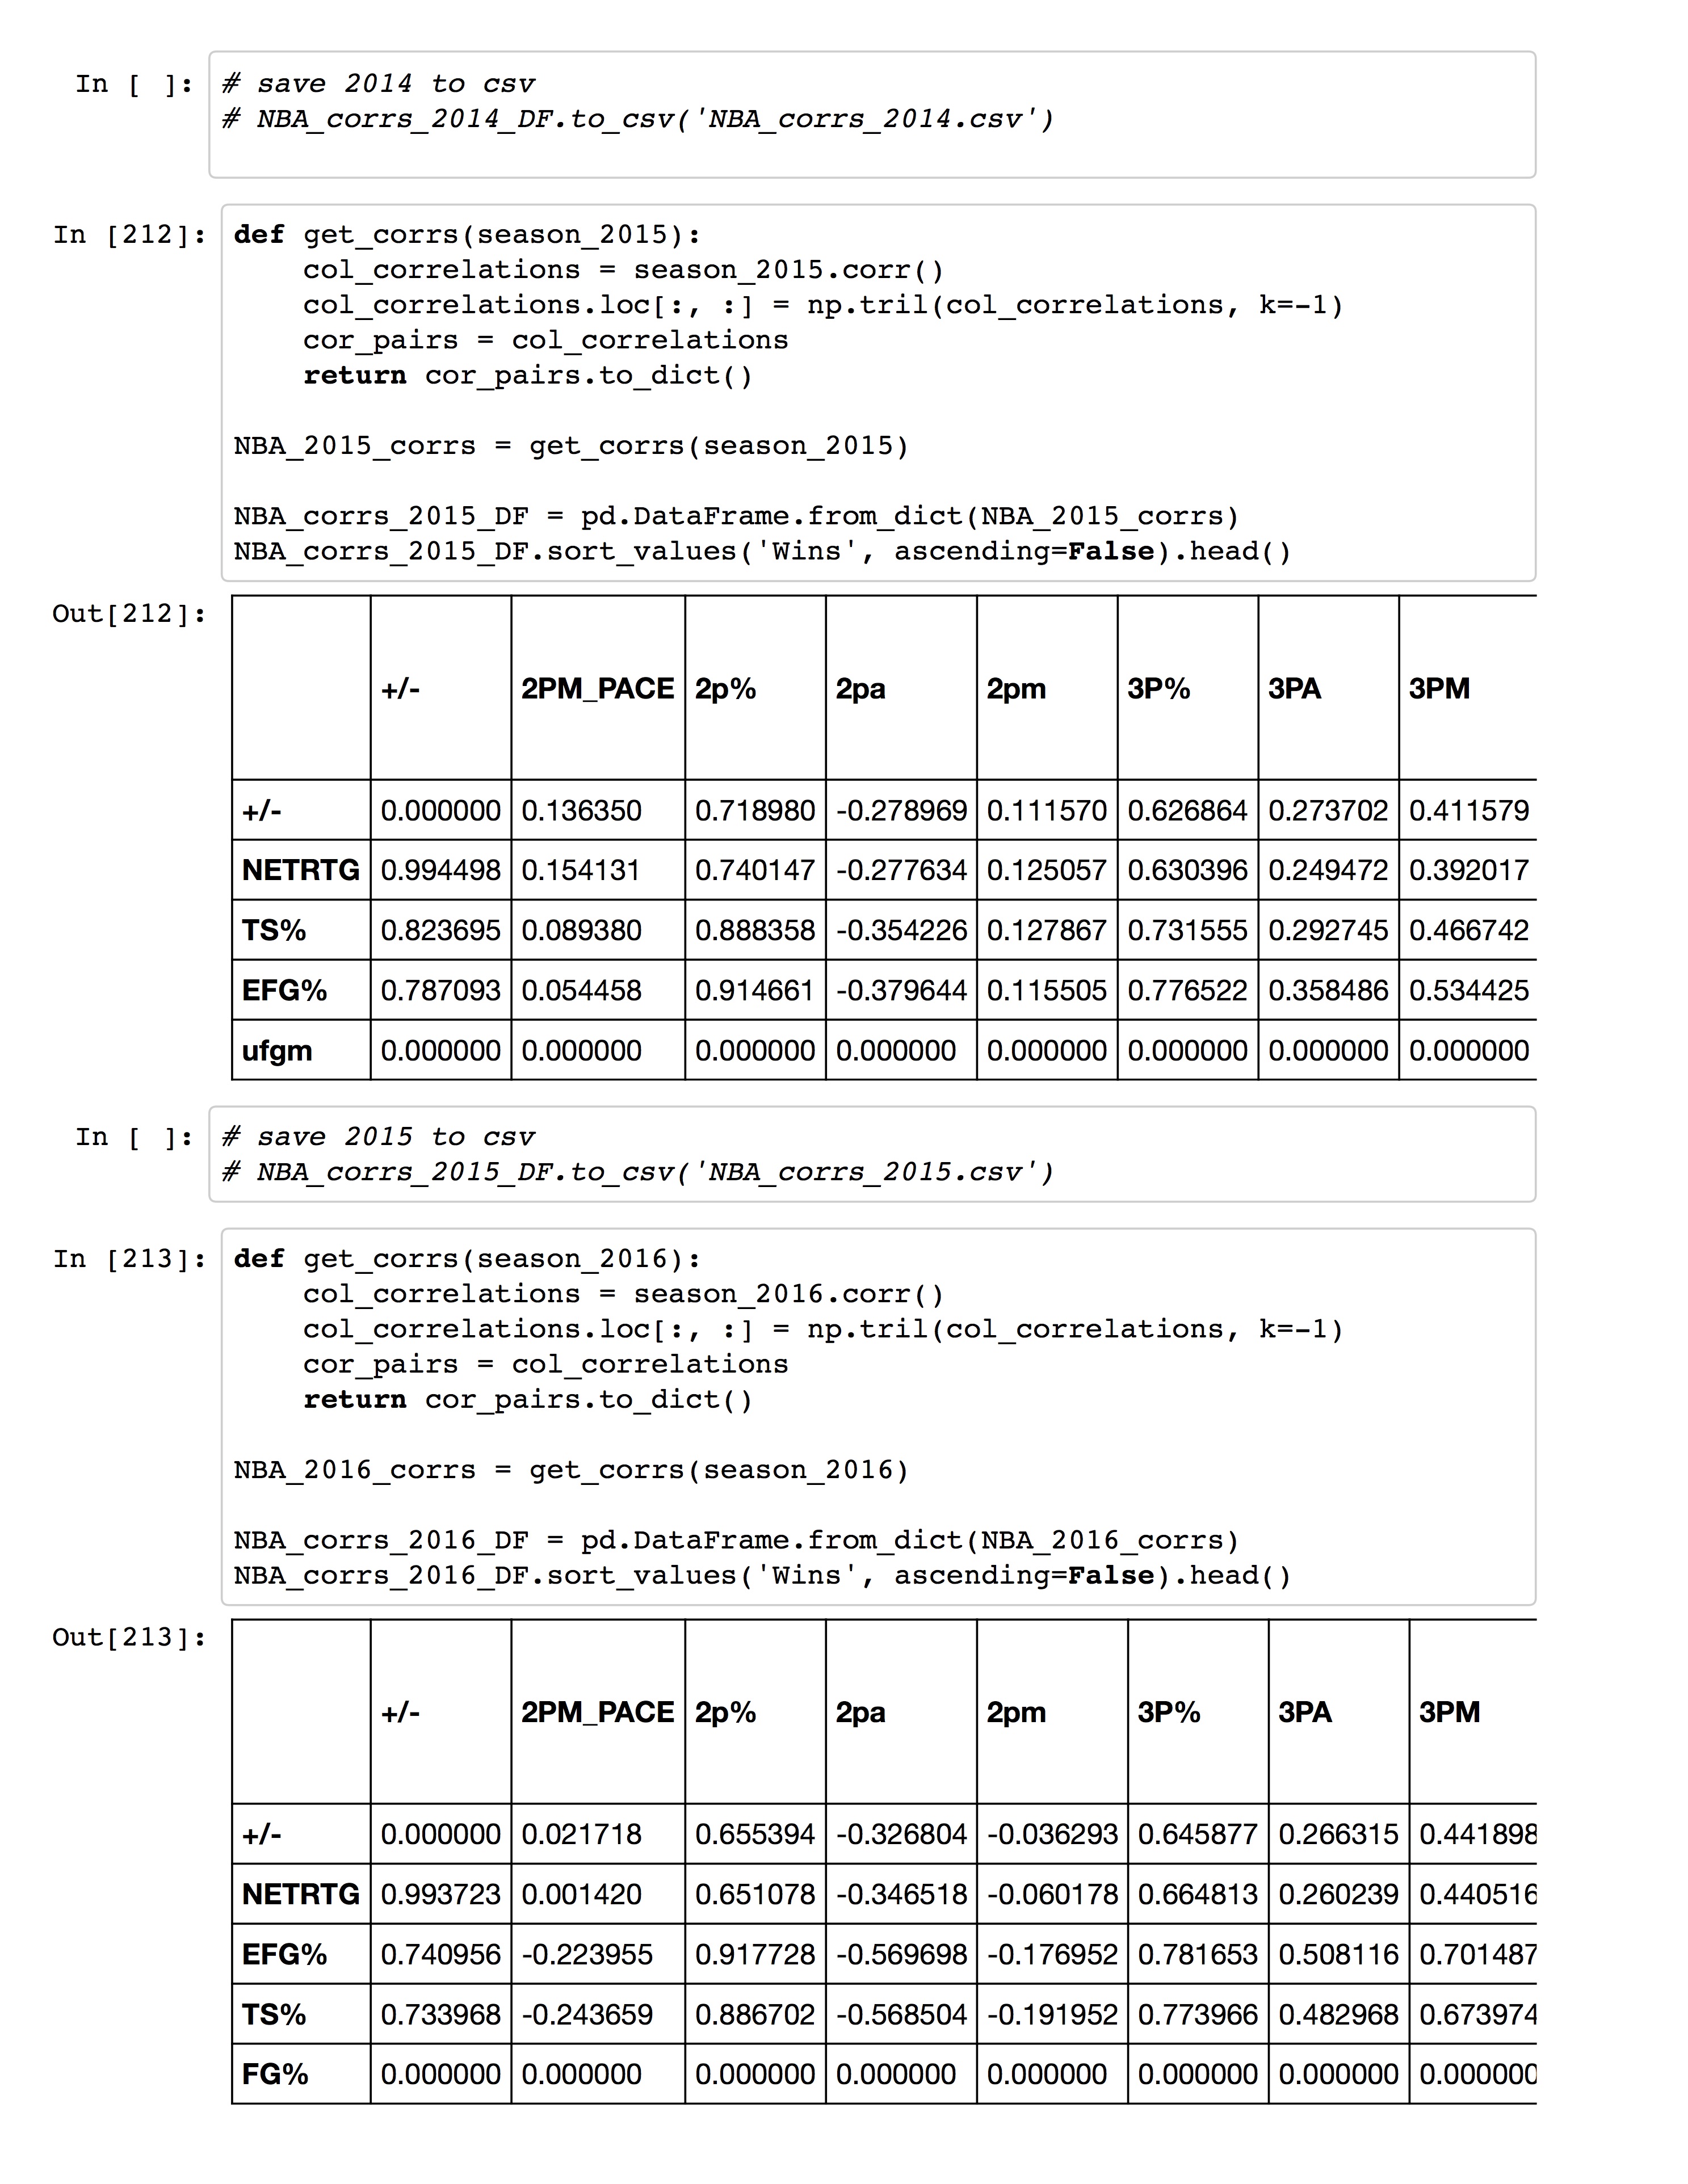 In [ ]: # save 2014 to csv
# NBA_corrs_2014_DF.to_csv('NBA_corrs_2014.csv')
In [212]: def get_corrs(season_2015):
    col_correlations = season_2015.corr()
    col_correlations.loc[:, :] = np.tril(col_correlations, k=-1)
    cor_pairs = col_correlations
    return cor_pairs.to_dict()
NBA_2015_corrs = get_corrs(season_2015)
NBA_corrs_2015_DF = pd.DataFrame.from_dict(NBA_2015_corrs)
NBA_corrs_2015_DF.sort_values('Wins', ascending=False).head()
Out[212]:
+/- 2PM_PACE 2p% 2pa 2pm 3P% 3PA 3PM
+/- 0.000000 0.136350 0.718980 -0.278969 0.111570 0.626864 0.273702 0.411579
NETRTG 0.994498 0.154131 0.740147 -0.277634 0.125057 0.630396 0.249472 0.392017
TS% 0.823695 0.089380 0.888358 -0.354226 0.127867 0.731555 0.292745 0.466742
EFG% 0.787093 0.054458 0.914661 -0.379644 0.115505 0.776522 0.358486 0.534425
ufgm 0.000000 0.000000 0.000000 0.000000 0.000000 0.000000 0.000000 0.000000
In [ ]: # save 2015 to csv
# NBA_corrs_2015_DF.to_csv('NBA_corrs_2015.csv')
In [213]: def get_corrs(season_2016):
    col_correlations = season_2016.corr()
    col_correlations.loc[:, :] = np.tril(col_correlations, k=-1)
    cor_pairs = col_correlations
    return cor_pairs.to_dict()
NBA_2016_corrs = get_corrs(season_2016)
NBA_corrs_2016_DF = pd.DataFrame.from_dict(NBA_2016_corrs)
NBA_corrs_2016_DF.sort_values('Wins', ascending=False).head()
Out[213]:
+/- 2PM_PACE 2p% 2pa 2pm 3P% 3PA 3PM
+/- 0.000000 0.021718 0.655394 -0.326804 -0.036293 0.645877 0.266315 0.441898
NETRTG 0.993723 0.001420 0.651078 -0.346518 -0.060178 0.664813 0.260239 0.440516
EFG% 0.740956 -0.223955 0.917728 -0.569698 -0.176952 0.781653 0.508116 0.701487
TS% 0.733968 -0.243659 0.886702 -0.568504 -0.191952 0.773966 0.482968 0.673974
FG% 0.000000 0.000000 0.000000 0.000000 0.000000 0.000000 0.000000 0.000000